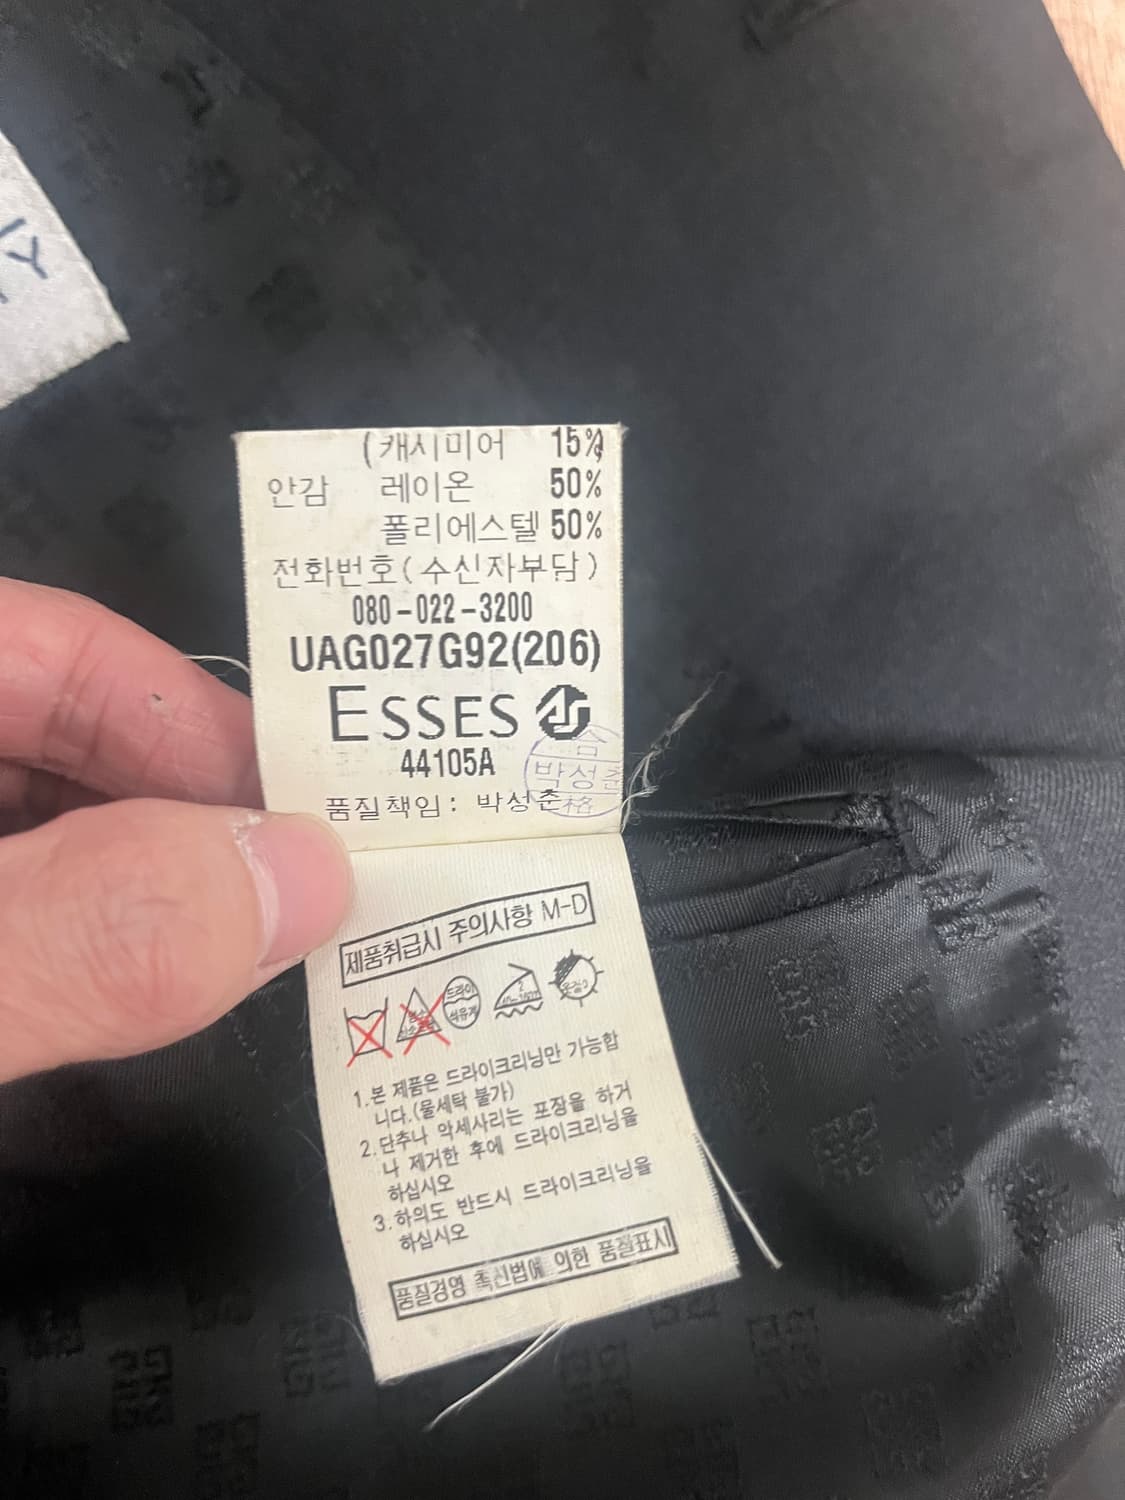 (캐시미어 15%)
안감 레이온 50%
폴리에스텔 50%
전화번호(수신자부담)
080-022-3200
UAG027G92(206)
ESSES
44105A
합
박성춘
格
품질책임: 박성춘
제품취급시 주의사항 M-D
드라이
석유계
2
옷걸이
1.본 제품은 드라이크리닝만 가능합
니다.(물세탁 불가)
2.단추나 악세사리는 포장을 하거
나 제거한 후에 드라이크리닝을
하십시오
3.하의도 반드시 드라이크리닝을
하십시오
품질경영 촉진법에 의한 품질표시